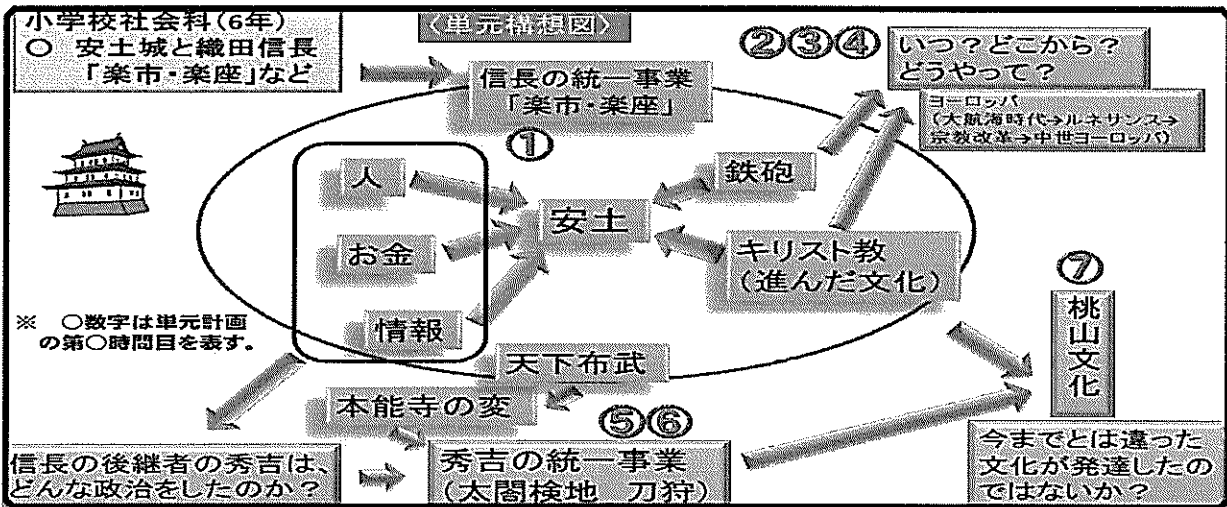 小学校社会科(6年)
○ 安土城と織田信長
「楽市・楽座」など
〈単元構想図〉
信長の統一事業
「楽市・楽座」
②③④
いつ?どこから?
どうやって?
ヨーロッパ
(大航海時代→ルネサンス→
宗教改革→中世ヨーロッパ)
①
人
お金
情報
安土
鉄砲
キリスト教
(進んだ文化)
※ ○数字は単元計画
の第○時間目を表す。
天下布武
本能寺の変
⑤⑥
⑦
桃山文化
信長の後継者の秀吉は、
どんな政治をしたのか?
秀吉の統一事業
(太閤検地 刀狩)
今までとは違った
文化が発達したの
ではないか?